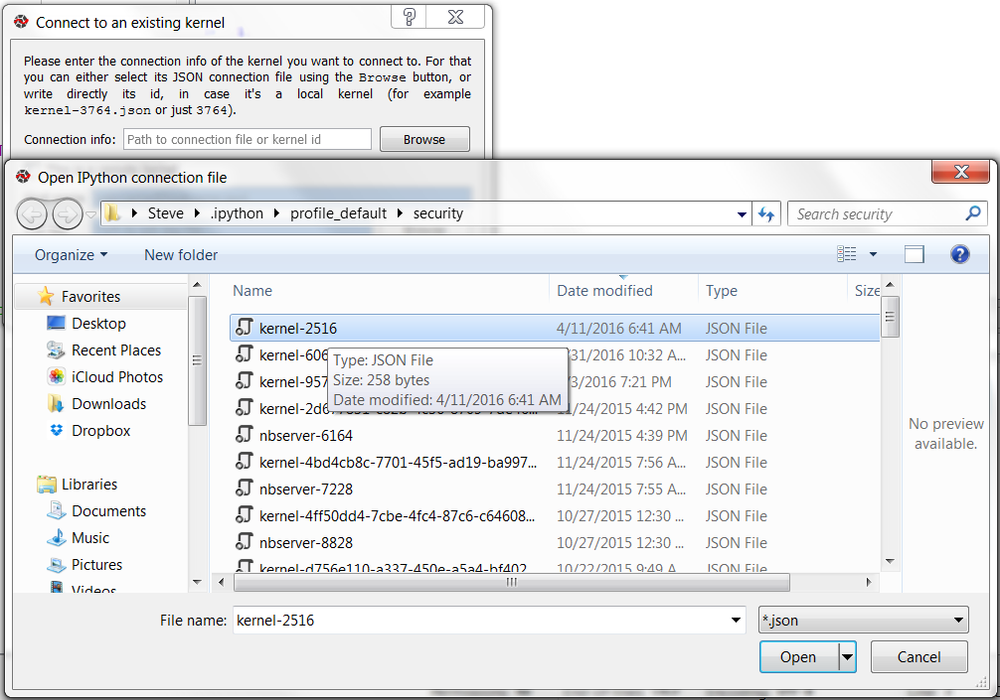 Connect to an existing kernel
Please enter the connection info of the kernel you want to connect to. For that
you can either select its JSON connection file using the Browse button, or
write directly its id, in case it's a local kernel (for example
kernel-3764.json or just 3764).
Connection info: Path to connection file or kernel id Browse
Open IPython connection file
Steve .ipython profile_default security Search security
Organize New folder
Name Date modified Type Size
Favorites
Desktop
Recent Places
iCloud Photos
Downloads
Dropbox
Libraries
Documents
Music
Pictures
Videos
kernel-2516 4/11/2016 6:41 AM JSON File
kernel-606 31/2016 10:32 A... JSON File
kernel-957 /3/2016 7:21 PM JSON File
11/24/2015 4:42 PM JSON File
nbserver-6164 11/24/2015 4:39 PM JSON File
kernel-4bd4cb8c-7701-45f5-ad19-ba997... 11/24/2015 7:56 A... JSON File
nbserver-7228 11/24/2015 7:55 A... JSON File
kernel-4ff50dd4-7cbe-4fc4-87c6-c64608... 10/27/2015 12:30 ... JSON File
nbserver-8828 10/27/2015 12:30 ... JSON File
kernel-d756e110-a337-450e-a5a4-bf402 10/22/2015 9:49 A JSON File
Type: JSON File
Size: 258 bytes
Date modified: 4/11/2016 6:41 AM
No preview
available.
File name: kernel-2516 *.json
Open Cancel